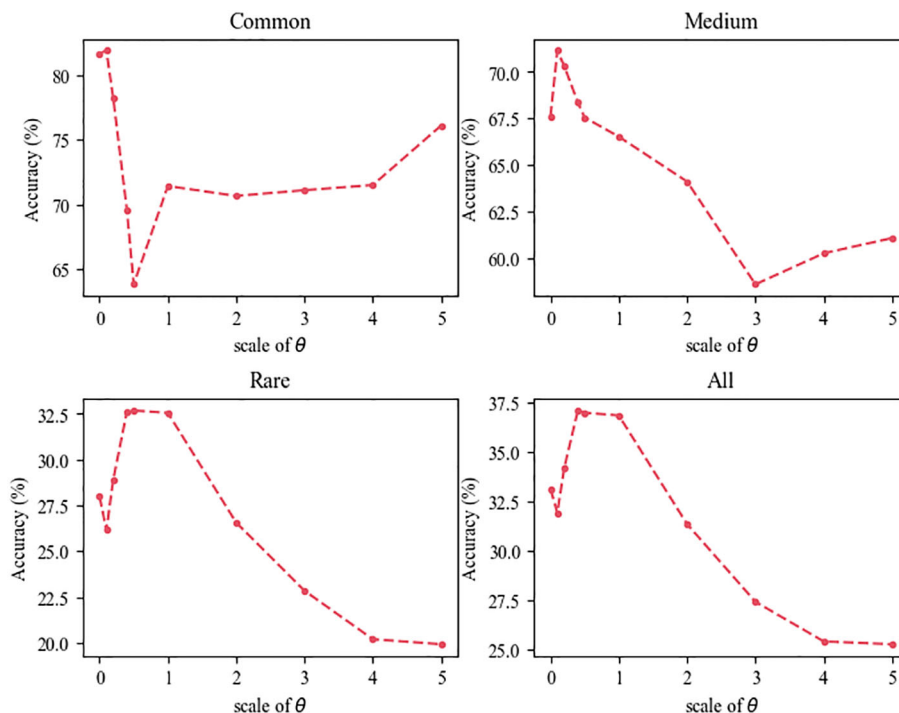 Common
Accuracy (%)
80
75
70
65
0 1 2 3 4 5
scale of θ
Medium
Accuracy (%)
70.0
67.5
65.0
62.5
60.0
0 1 2 3 4 5
scale of θ
Rare
Accuracy (%)
32.5
30.0
27.5
25.0
22.5
20.0
0 1 2 3 4 5
scale of θ
All
Accuracy (%)
37.5
35.0
32.5
30.0
27.5
25.0
0 1 2 3 4 5
scale of θ